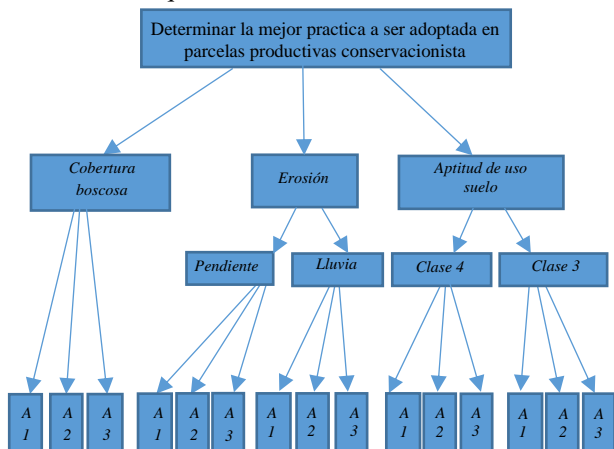 Determinar la mejor practica a ser adoptada en
parcelas productivas conservacionista
Cobertura
boscosa
Erosión
Aptitud de uso
suelo
Pendiente
Lluvia
Clase 4
Clase 3
A
1
A
2
A
3
A
1
A
2
A
3
A
1
A
2
A
3
A
1
A
2
A
3
A
1
A
2
A
3